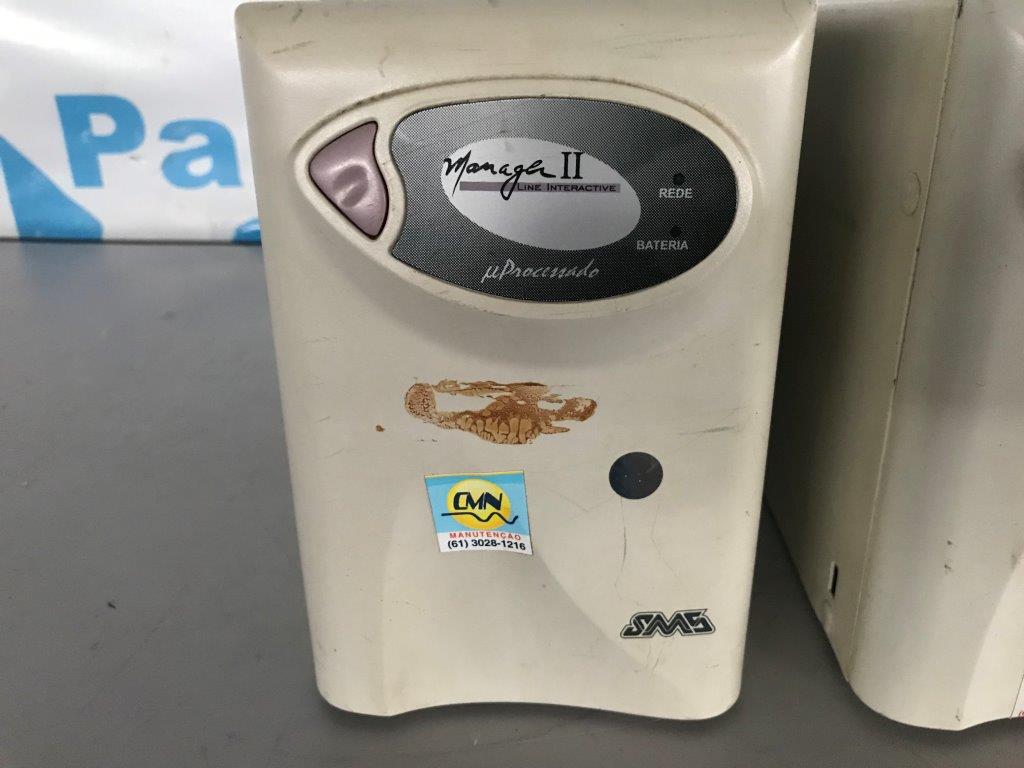 Pa
Manager II
LINE INTERACTIVE
REDE
BATERIA
µProcessado
CMN
MANUTENÇÃO
(61) 3028-1216
SMS